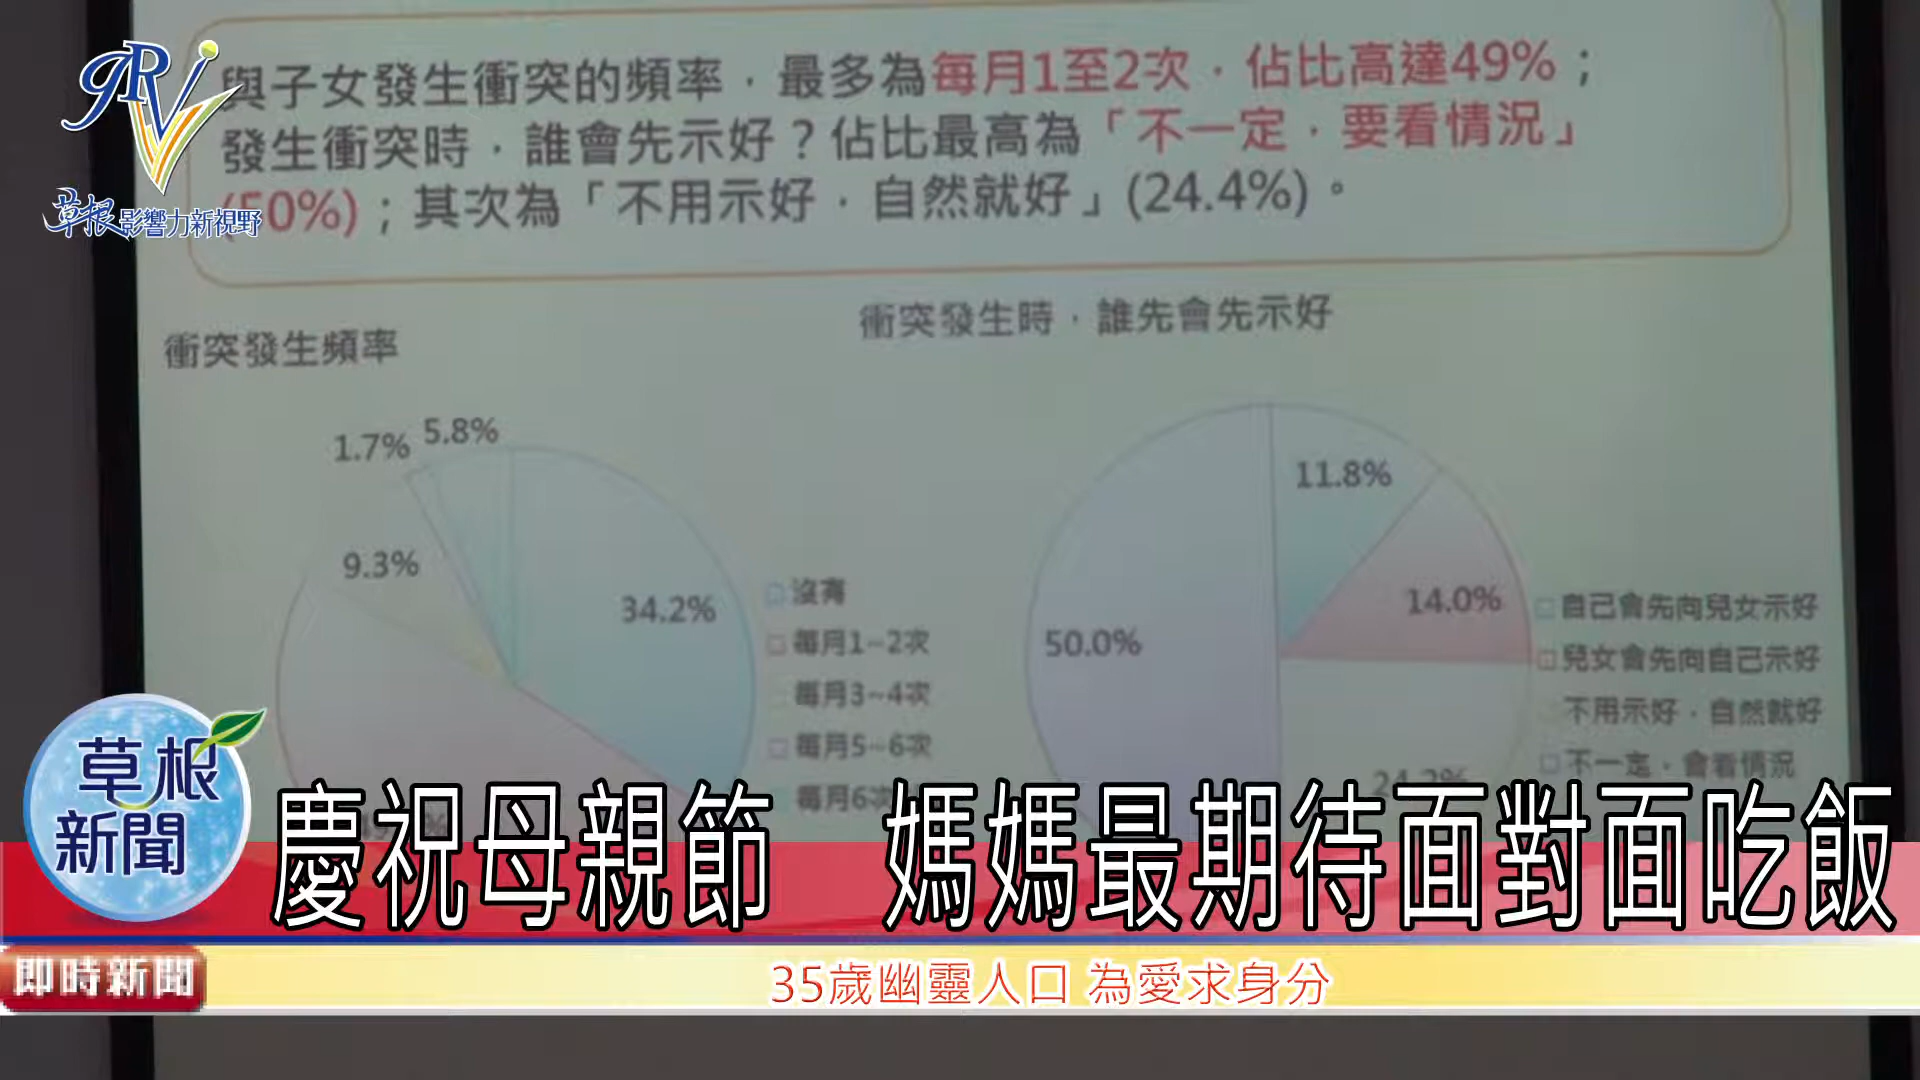 GRV
草根影響力新視野
與子女發生衝突的頻率，最多為每月1至2次，佔比高達49%；
發生衝突時，誰會先示好？佔比最高為「不一定，要看情況」
(50%)；其次為「不用示好，自然就好」(24.4%)。
衝突發生頻率
衝突發生時，誰先會先示好
1.7%
5.8%
9.3%
34.2%
沒有
每月1~2次
每月3~4次
每月5~6次
每月6次
11.8%
14.0%
50.0%
24.2%
自己會先向兒女示好
兒女會先向自己示好
不用示好，自然就好
不一定，會看情況
草根
新聞
慶祝母親節 媽媽最期待面對面吃飯
即時新聞
35歲幽靈人口 為愛求身分